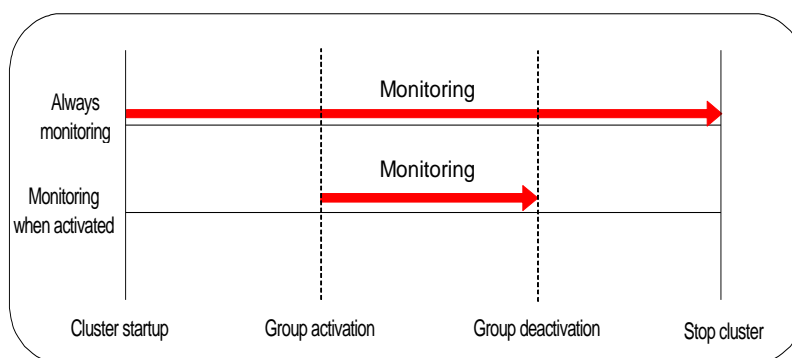 Monitoring
Always
monitoring
Monitoring
Monitoring
when activated
Cluster startup
Group activation
Group deactivation
Stop cluster